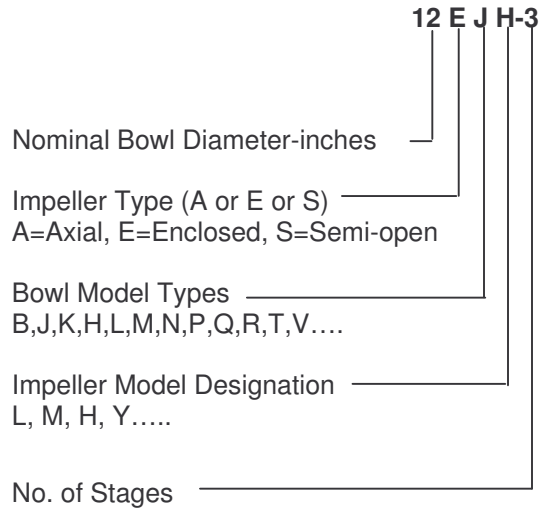 12 E J H-3
Nominal Bowl Diameter-inches
Impeller Type (A or E or S)
A=Axial, E=Enclosed, S=Semi-open
Bowl Model Types
B,J,K,H,L,M,N,P,Q,R,T,V….
Impeller Model Designation
L, M, H, Y…..
No. of Stages